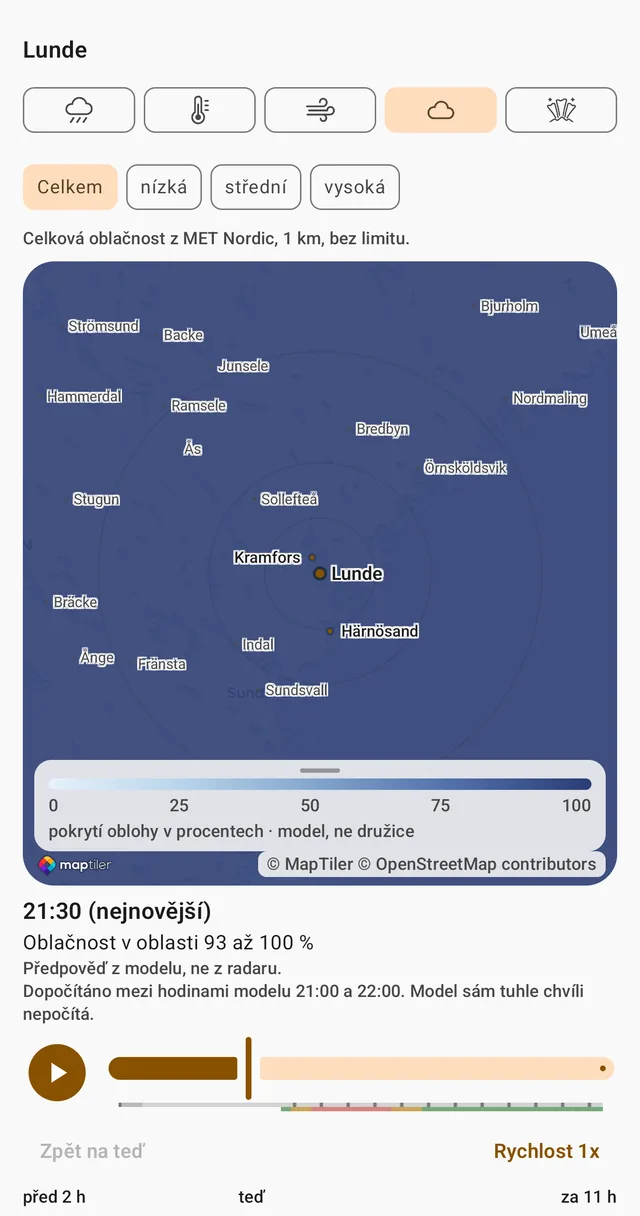 Lunde
Celkem nízká střední vysoká
Celková oblačnost z MET Nordic, 1 km, bez limitu.
Bjurholm
Strömsund
Umeå
Backe
Junsele
Hammerdal
Nordmaling
Ramsele
Bredbyn
Ås
Örnsköldsvik
Stugun
Sollefteå
Kramfors
Lunde
Bräcke
Härnösand
Indal
Ånge
Fränsta
Sundsvall
0 25 50 75 100
pokrytí oblohy v procentech · model, ne družice
maptiler
© MapTiler © OpenStreetMap contributors
21:30 (nejnovější)
Oblačnost v oblasti 93 až 100 %
Předpověď z modelu, ne z radaru.
Dopočítáno mezi hodinami modelu 21:00 a 22:00. Model sám tuhle chvíli
nepočítá.
Zpět na teď Rychlost 1x
před 2 h teď za 11 h